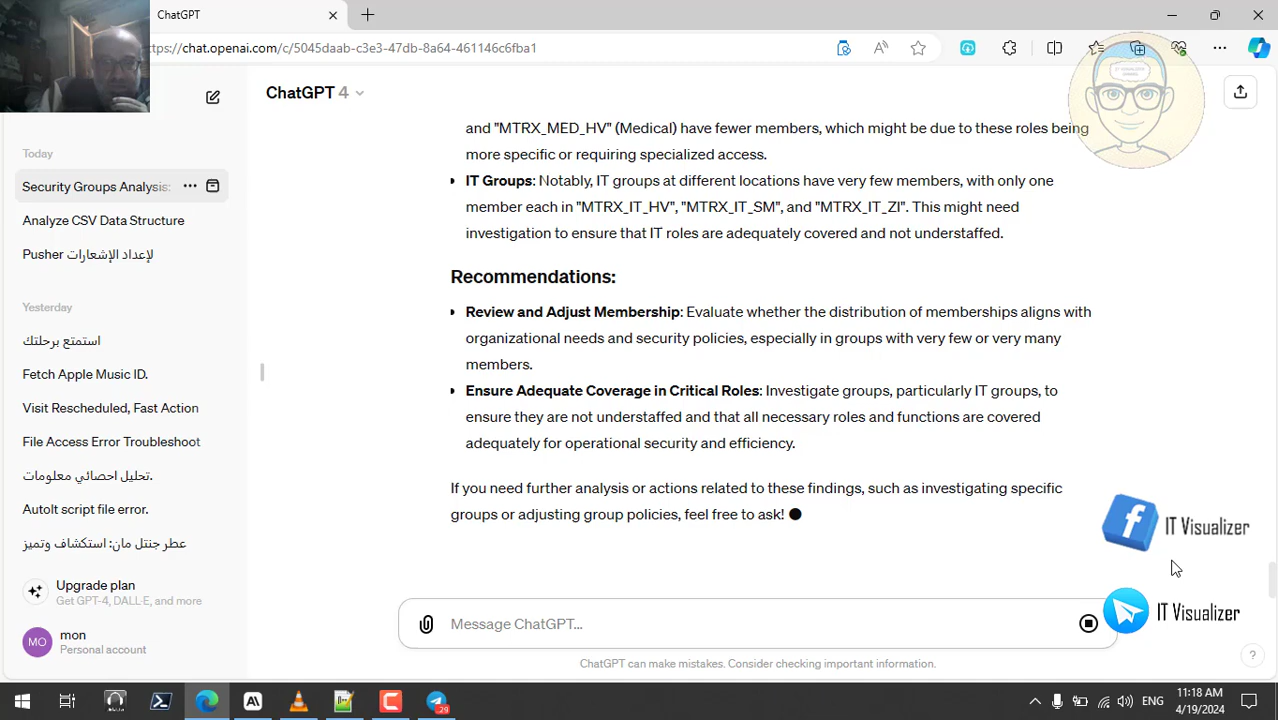 ChatGPT
ttps://chat.openai.com/c/5045daab-c3e3-47db-8a64-461146c6fba1
IT VISUALIZER
ChatGPT 4
Today
Security Groups Analysis:
Analyze CSV Data Structure
لإعداد الإشعارات Pusher
Yesterday
استمتع برحلتك
Fetch Apple Music ID.
Visit Rescheduled, Fast Action
File Access Error Troubleshoot
تحليل احصائي معلومات.
AutoIt script file error.
عطر جنتل مان: استكشاف وتميز
Upgrade plan
Get GPT-4, DALL·E, and more
MO
mon
Personal account
and "MTRX_MED_HV" (Medical) have fewer members, which might be due to these roles being
more specific or requiring specialized access.
IT Groups: Notably, IT groups at different locations have very few members, with only one
member each in "MTRX_IT_HV", "MTRX_IT_SM", and "MTRX_IT_ZI". This might need
investigation to ensure that IT roles are adequately covered and not understaffed.
Recommendations:
Review and Adjust Membership: Evaluate whether the distribution of memberships aligns with
organizational needs and security policies, especially in groups with very few or very many
members.
Ensure Adequate Coverage in Critical Roles: Investigate groups, particularly IT groups, to
ensure they are not understaffed and that all necessary roles and functions are covered
adequately for operational security and efficiency.
If you need further analysis or actions related to these findings, such as investigating specific
groups or adjusting group policies, feel free to ask!
IT Visualizer
IT Visualizer
Message ChatGPT...
ChatGPT can make mistakes. Consider checking important information.
?
29
ENG
11:18 AM
4/19/2024